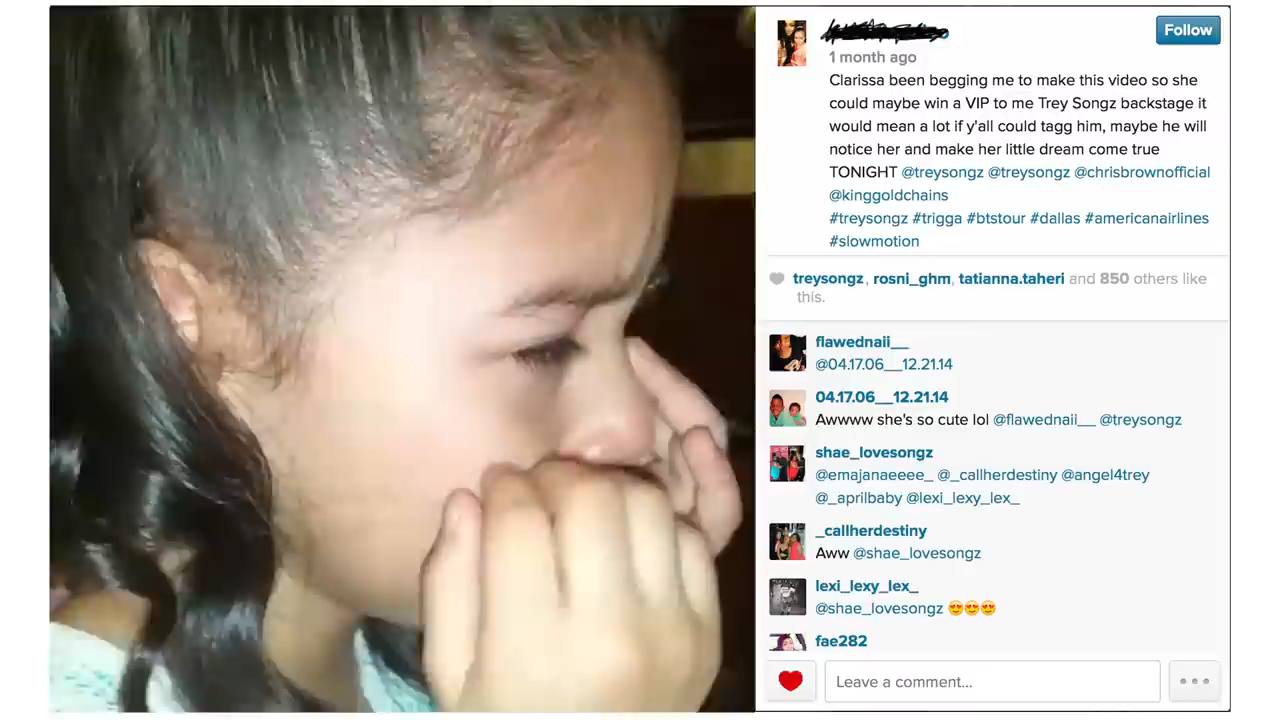 Follow
1 month ago
Clarissa been begging me to make this video so she
could maybe win a VIP to me Trey Songz backstage it
would mean a lot if y'all could tagg him, maybe he will
notice her and make her little dream come true
TONIGHT @treysongz @treysongz @chrisbrownofficial
@kinggoldchains
#treysongz #trigga #btstour #dallas #americanairlines
#slowmotion
treysongz, rosni_ghm, tatianna.taheri and 850 others like
this.
flawednaii__
@04.17.06__12.21.14
04.17.06__12.21.14
Awwww she's so cute lol @flawednaii__ @treysongz
shae_lovesongz
@emajanaeeee_ @_callherdestiny @angel4trey
@_aprilbaby @lexi_lexy_lex_
_callherdestiny
Aww @shae_lovesongz
lexi_lexy_lex_
@shae_lovesongz 😍😍😍
fae282
Leave a comment...